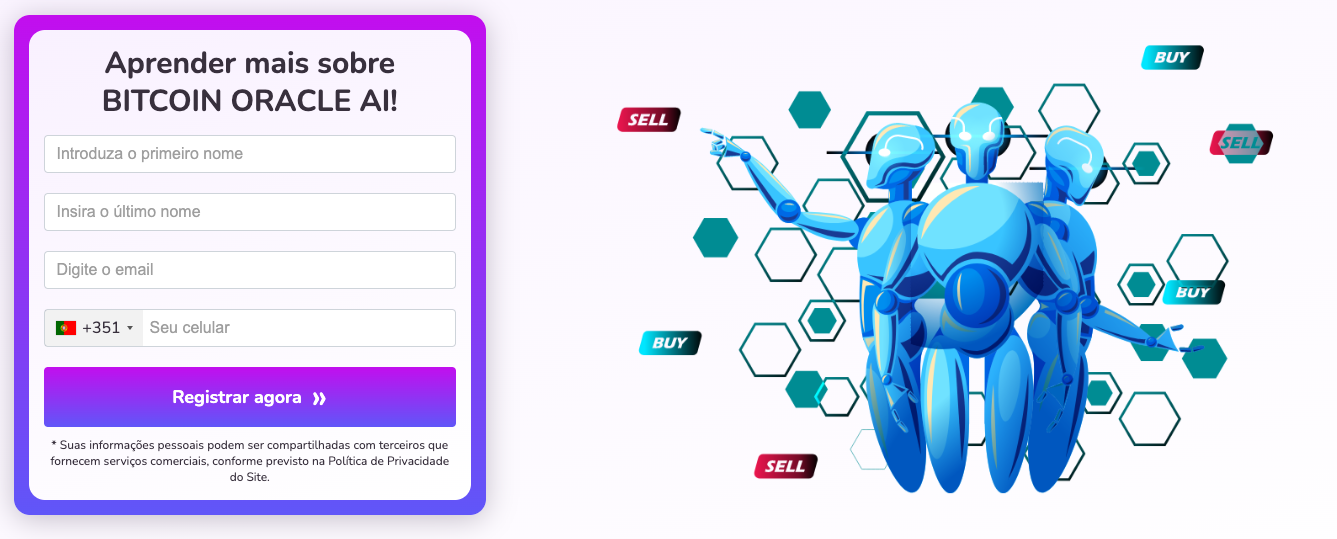 Aprender mais sobre
BITCOIN ORACLE AI!
Introduza o primeiro nome
Insira o último nome
Digite o email
+351
Seu celular
Registrar agora »
* Suas informações pessoais podem ser compartilhadas com terceiros que
fornecem serviços comerciais, conforme previsto na Política de Privacidade
do Site.
BUY
SELL
SELL
BUY
BUY
SELL